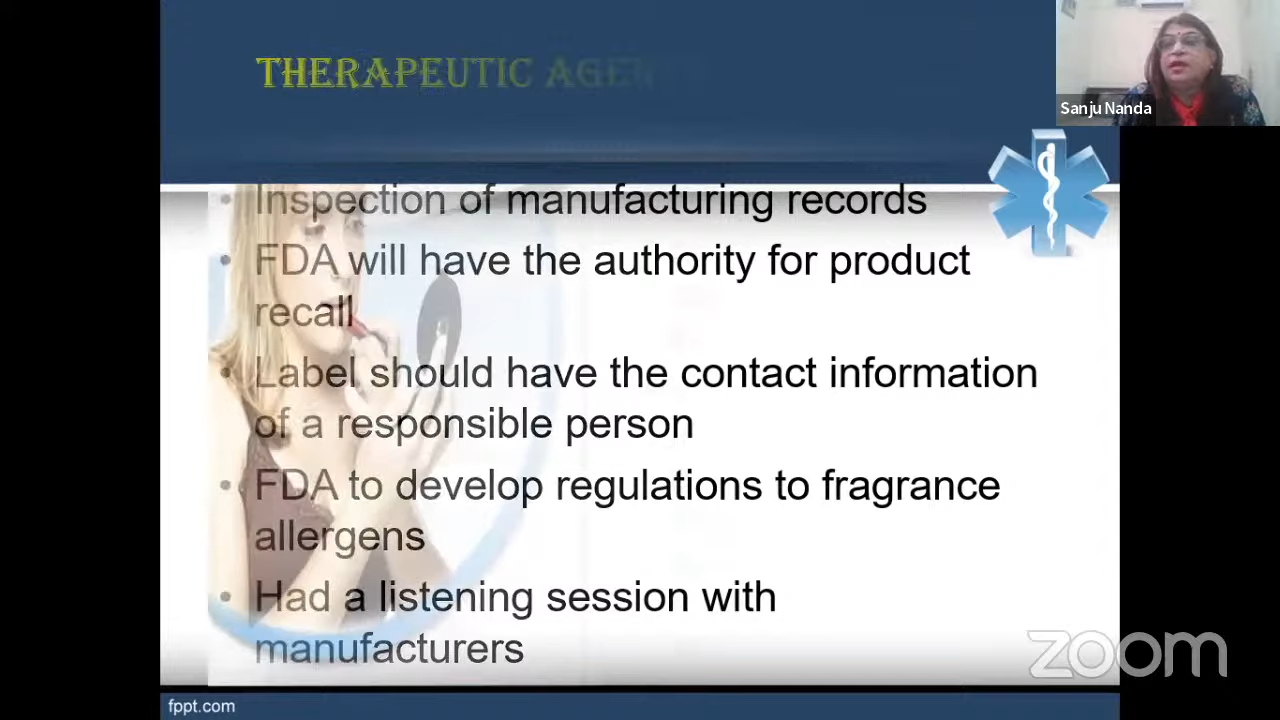 THERAPEUTIC AGEN
Sanju Nanda
• Inspection of manufacturing records
• FDA will have the authority for product
recall
• Label should have the contact information
of a responsible person
• FDA to develop regulations to fragrance
allergens
• Had a listening session with
manufacturers
zoom
fppt.com